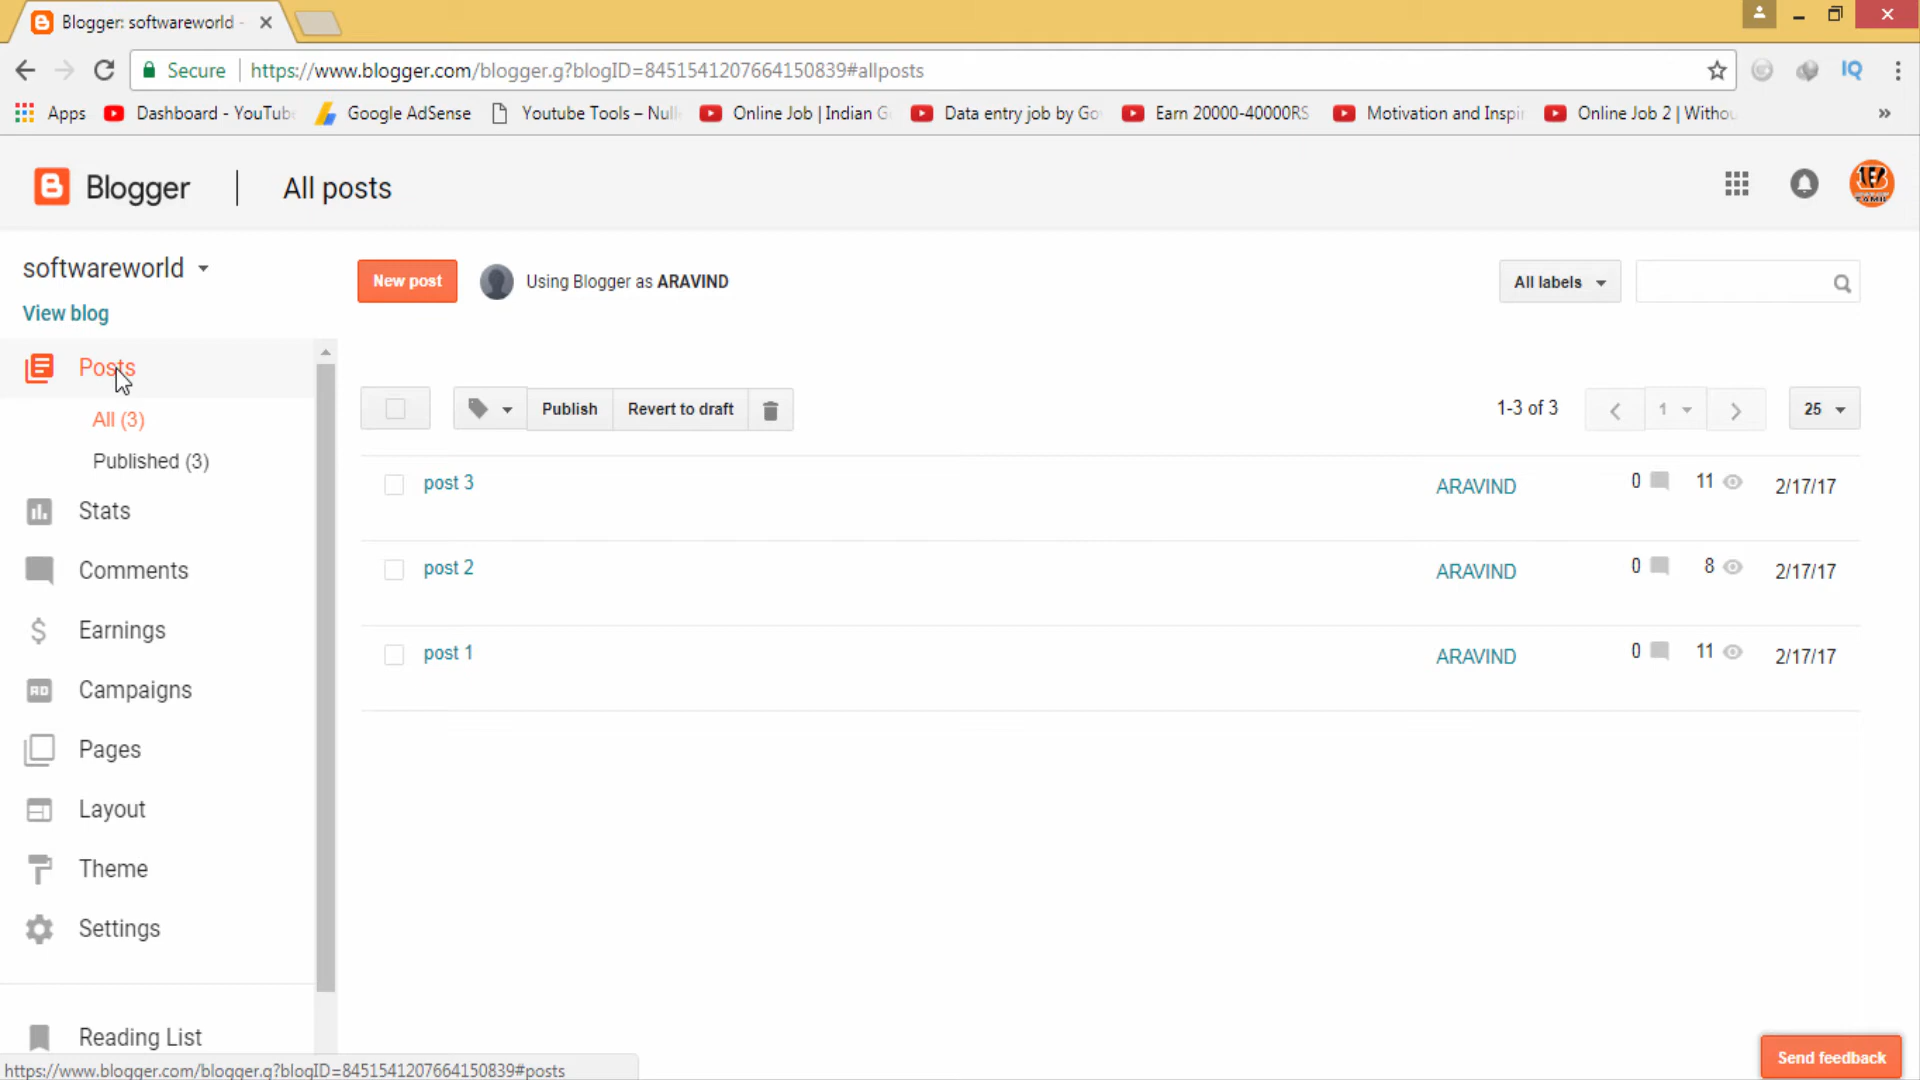 Blogger: softwareworld -
Secure https://www.blogger.com/blogger.g?blogID=8451541207664150839#allposts
Apps Dashboard - YouTub Google AdSense Youtube Tools – Null Online Job | Indian G Data entry job by Go Earn 20000-40000RS Motivation and Inspi Online Job 2 | Withou »
Blogger All posts
TAMIL
softwareworld
New post Using Blogger as ARAVIND All labels
View blog
Posts
All (3)
Publish Revert to draft 1-3 of 3 1 25
Published (3)
post 3 ARAVIND 0 11 2/17/17
Stats
Comments
post 2 ARAVIND 0 8 2/17/17
Earnings
post 1 ARAVIND 0 11 2/17/17
Campaigns
Pages
Layout
Theme
Settings
Reading List
Send feedback
https://www.blogger.com/blogger.g?blogID=8451541207664150839#posts